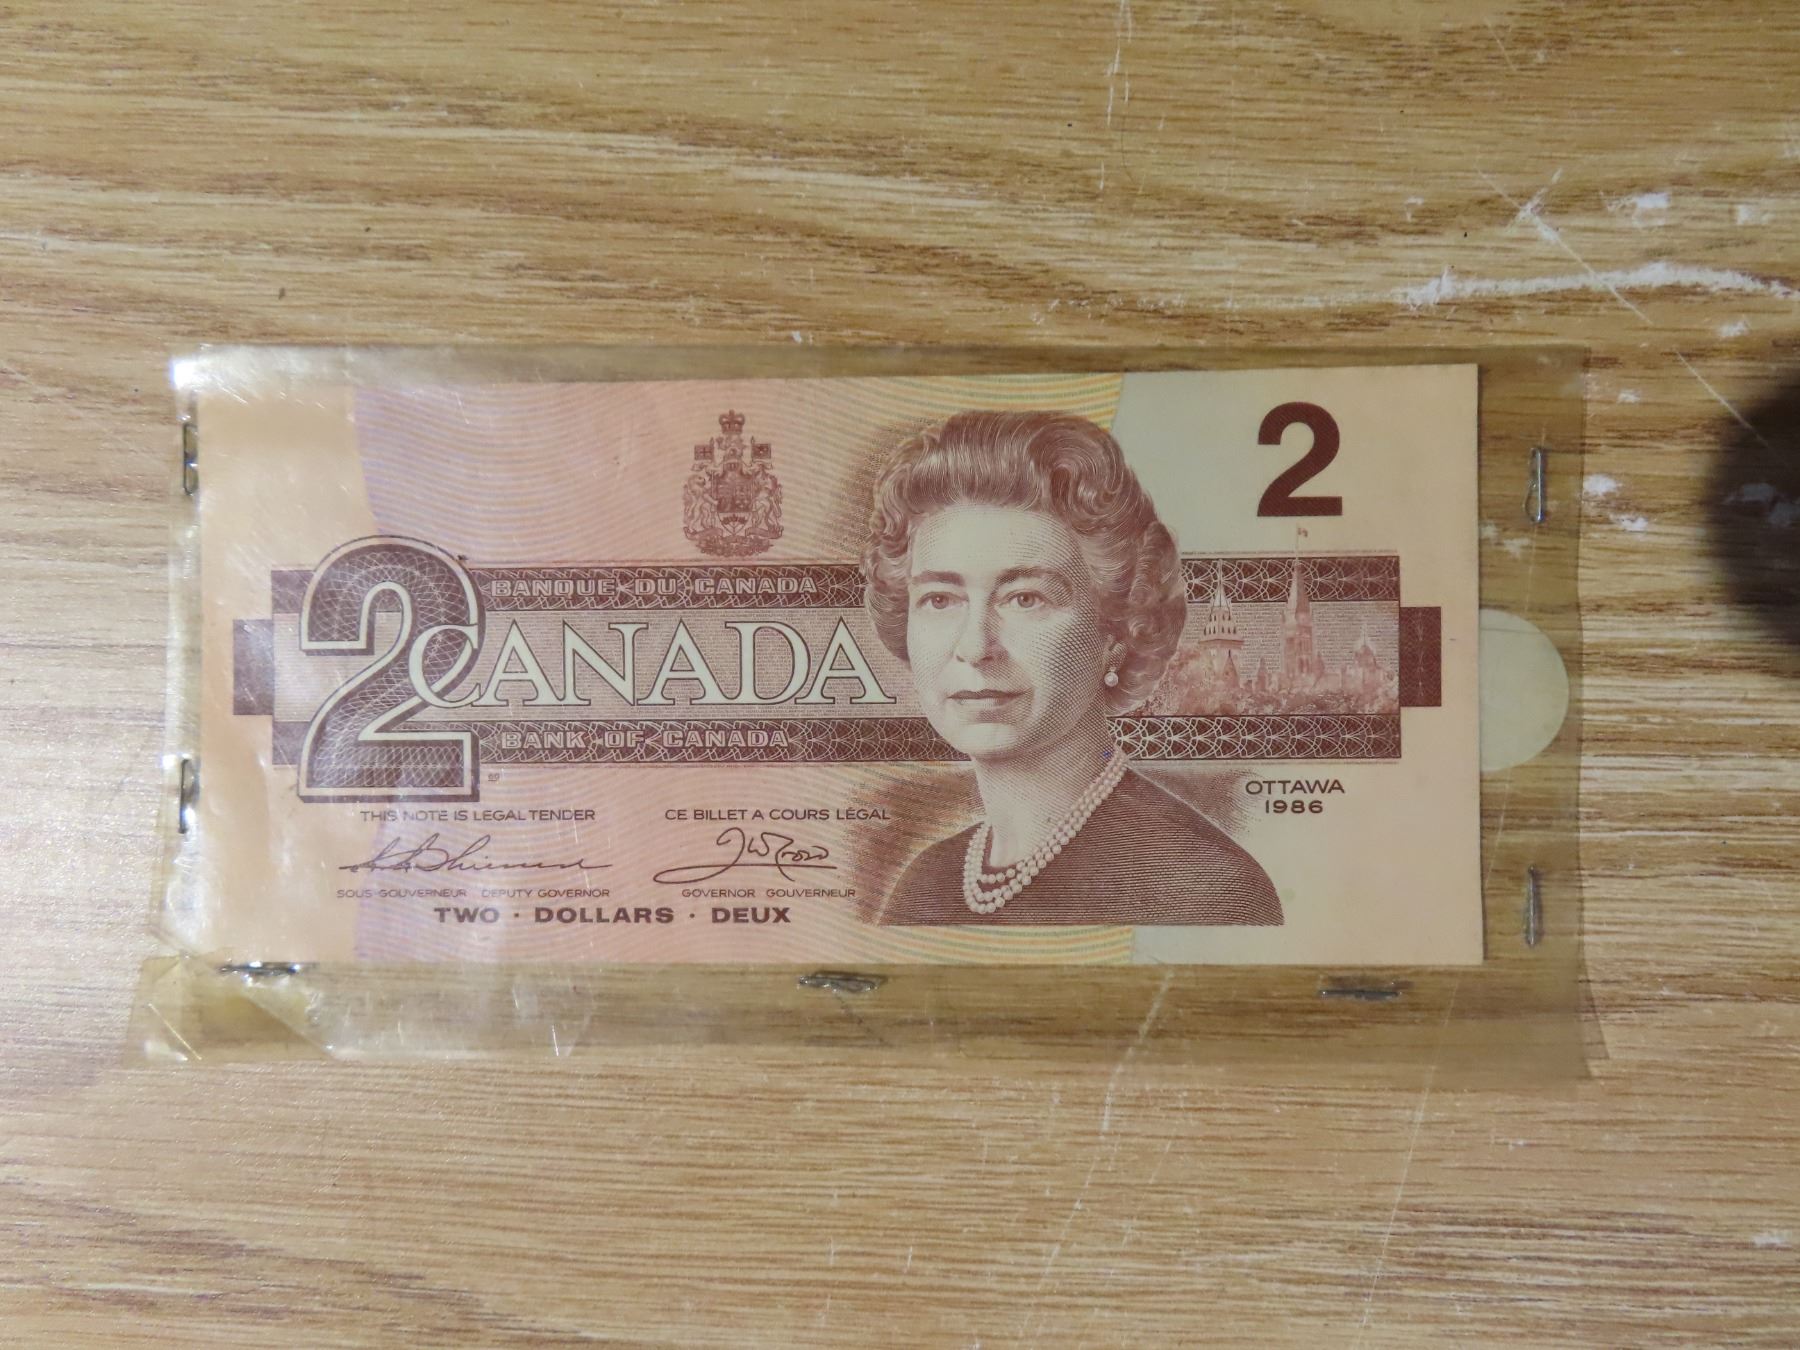 2
BANQUE DU CANADA
2
CANADA
BANK OF CANADA
THIS NOTE IS LEGAL TENDER
CE BILLET A COURS LÉGAL
OTTAWA
1986
SOUS-GOUVERNEUR DEPUTY GOVERNOR
GOVERNOR GOUVERNEUR
TWO · DOLLARS · DEUX